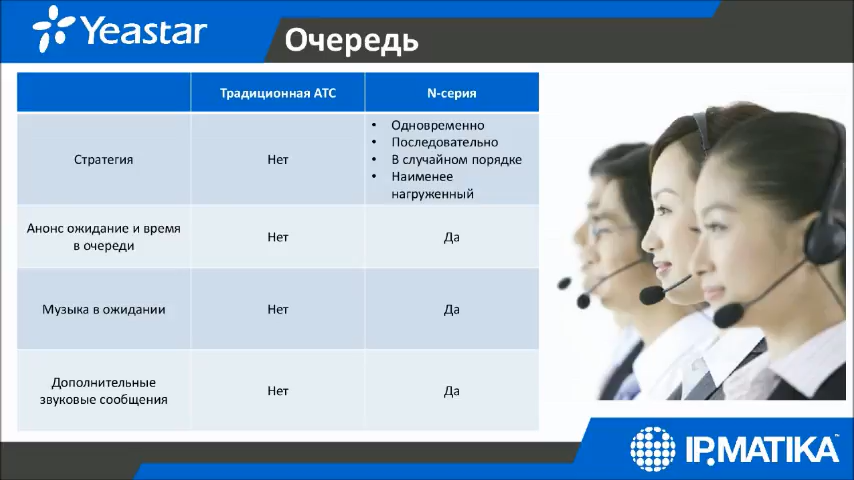 Yeastar
Очередь
Традиционная АТС
N-серия
Стратегия
Нет
• Одновременно
• Последовательно
• В случайном порядке
• Наименее
нагруженный
Анонс ожидание и время
в очереди
Нет
Да
Музыка в ожидании
Нет
Да
Дополнительные
звуковые сообщения
Нет
Да
IP.MATIKA